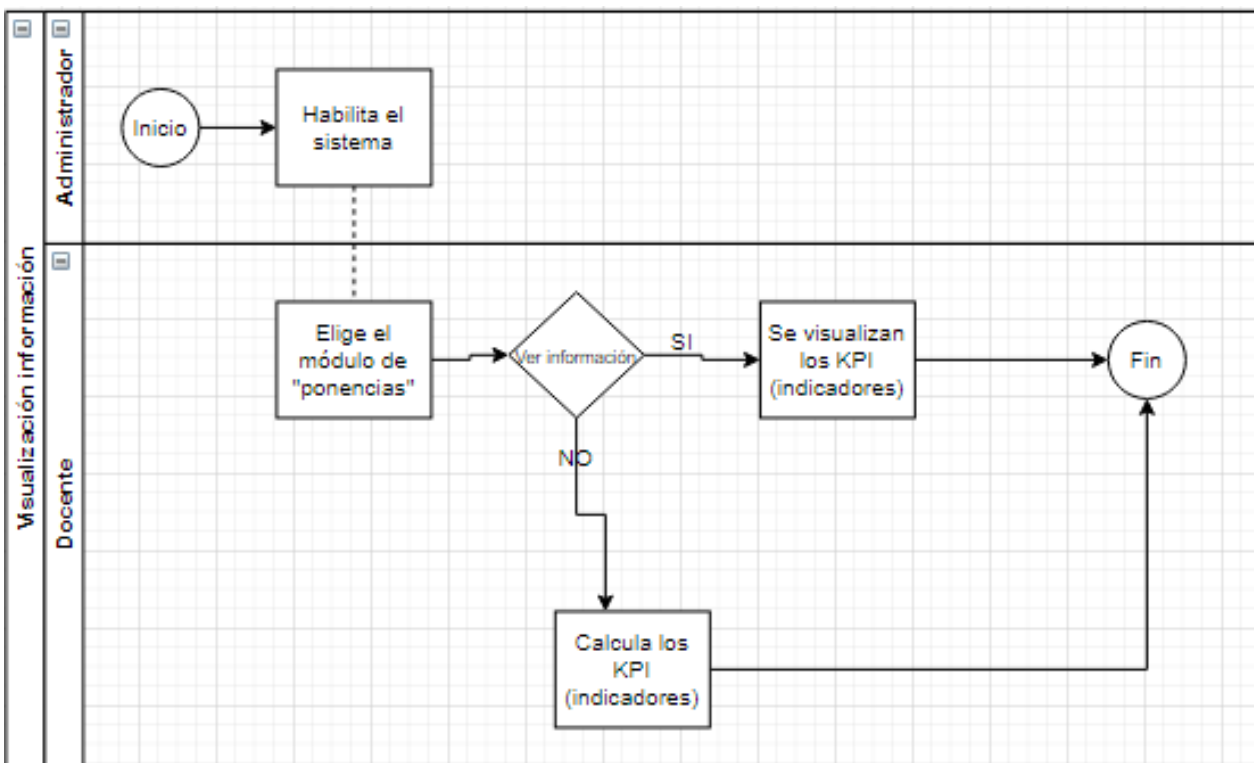 Visualización información
Administrador
Inicio
Habilita el
sistema
Docente
Elige el
módulo de
"ponencias"
Ver información
SI
Se visualizan
los KPI
(indicadores)
Fin
NO
Calcula los
KPI
(indicadores)